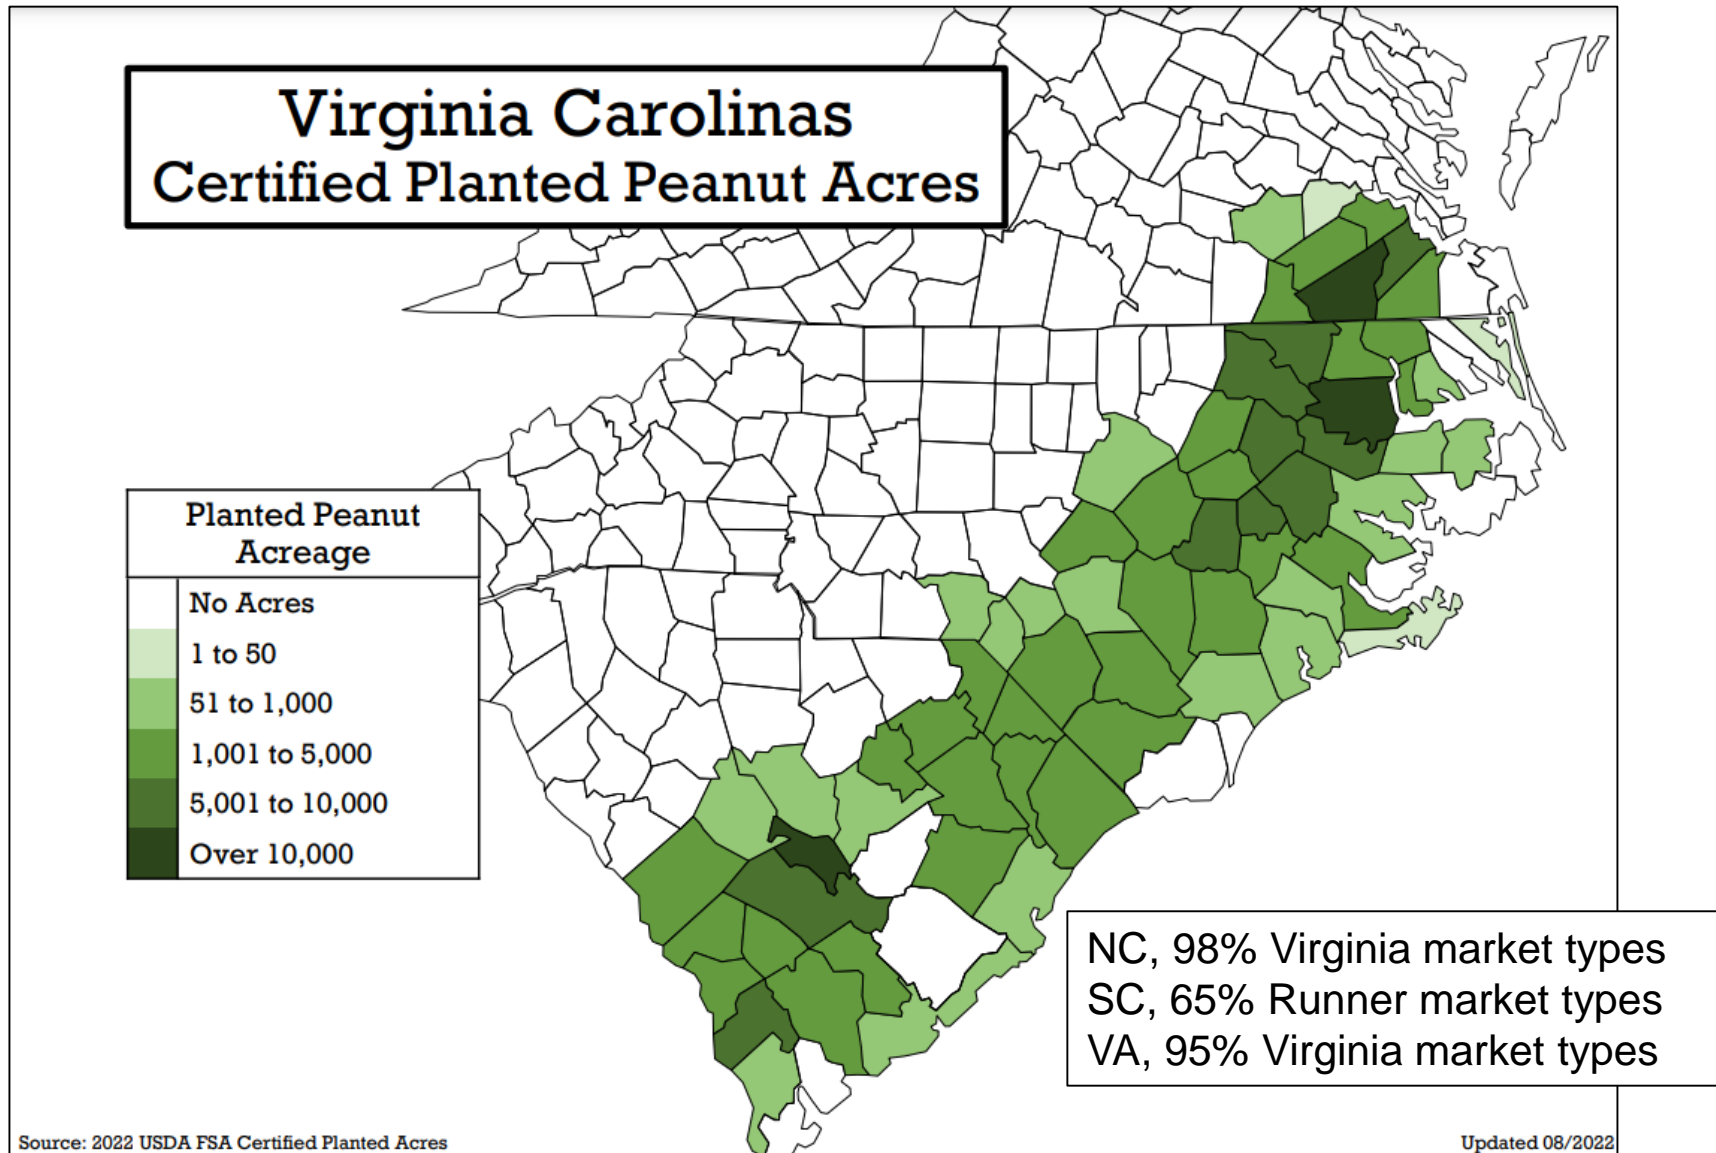 Virginia Carolinas
Certified Planted Peanut Acres
Planted Peanut
Acreage
No Acres
1 to 50
51 to 1,000
1,001 to 5,000
5,001 to 10,000
Over 10,000
NC, 98% Virginia market types
SC, 65% Runner market types
VA, 95% Virginia market types
Source: 2022 USDA FSA Certified Planted Acres
Updated 08/2022